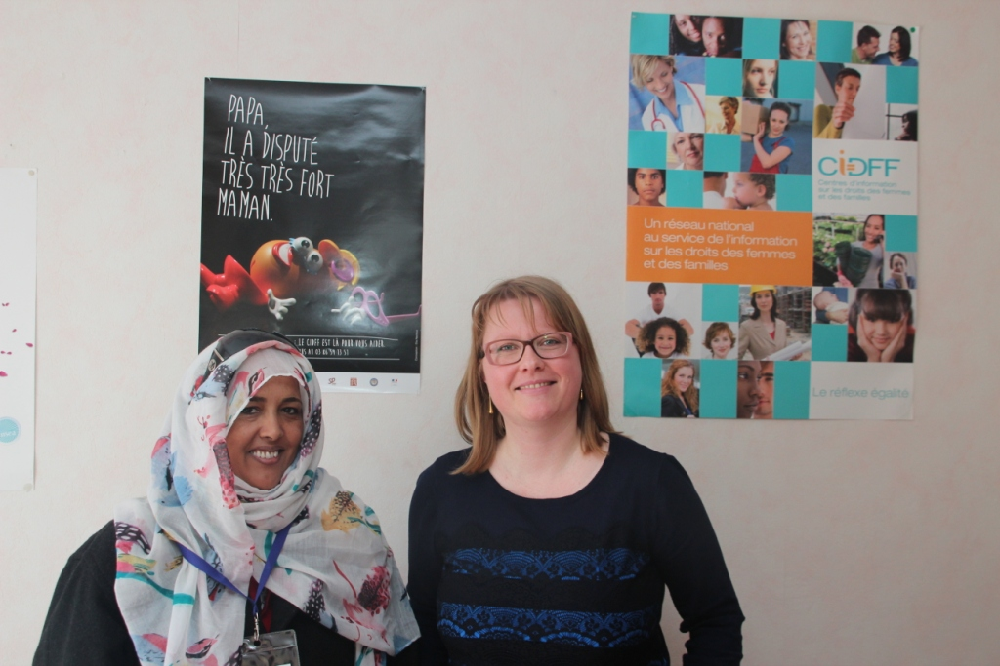 PAPA,
IL A DISPUTÉ
TRÈS TRÈS FORT
MAMAN.
LE CIDFF EST LÀ POUR VOUS AIDER.
CiDFF
Centres d'information
sur les droits des femmes
et des familles
Un réseau national
au service de l'information
sur les droits des femmes
et des familles
Le réflexe égalité